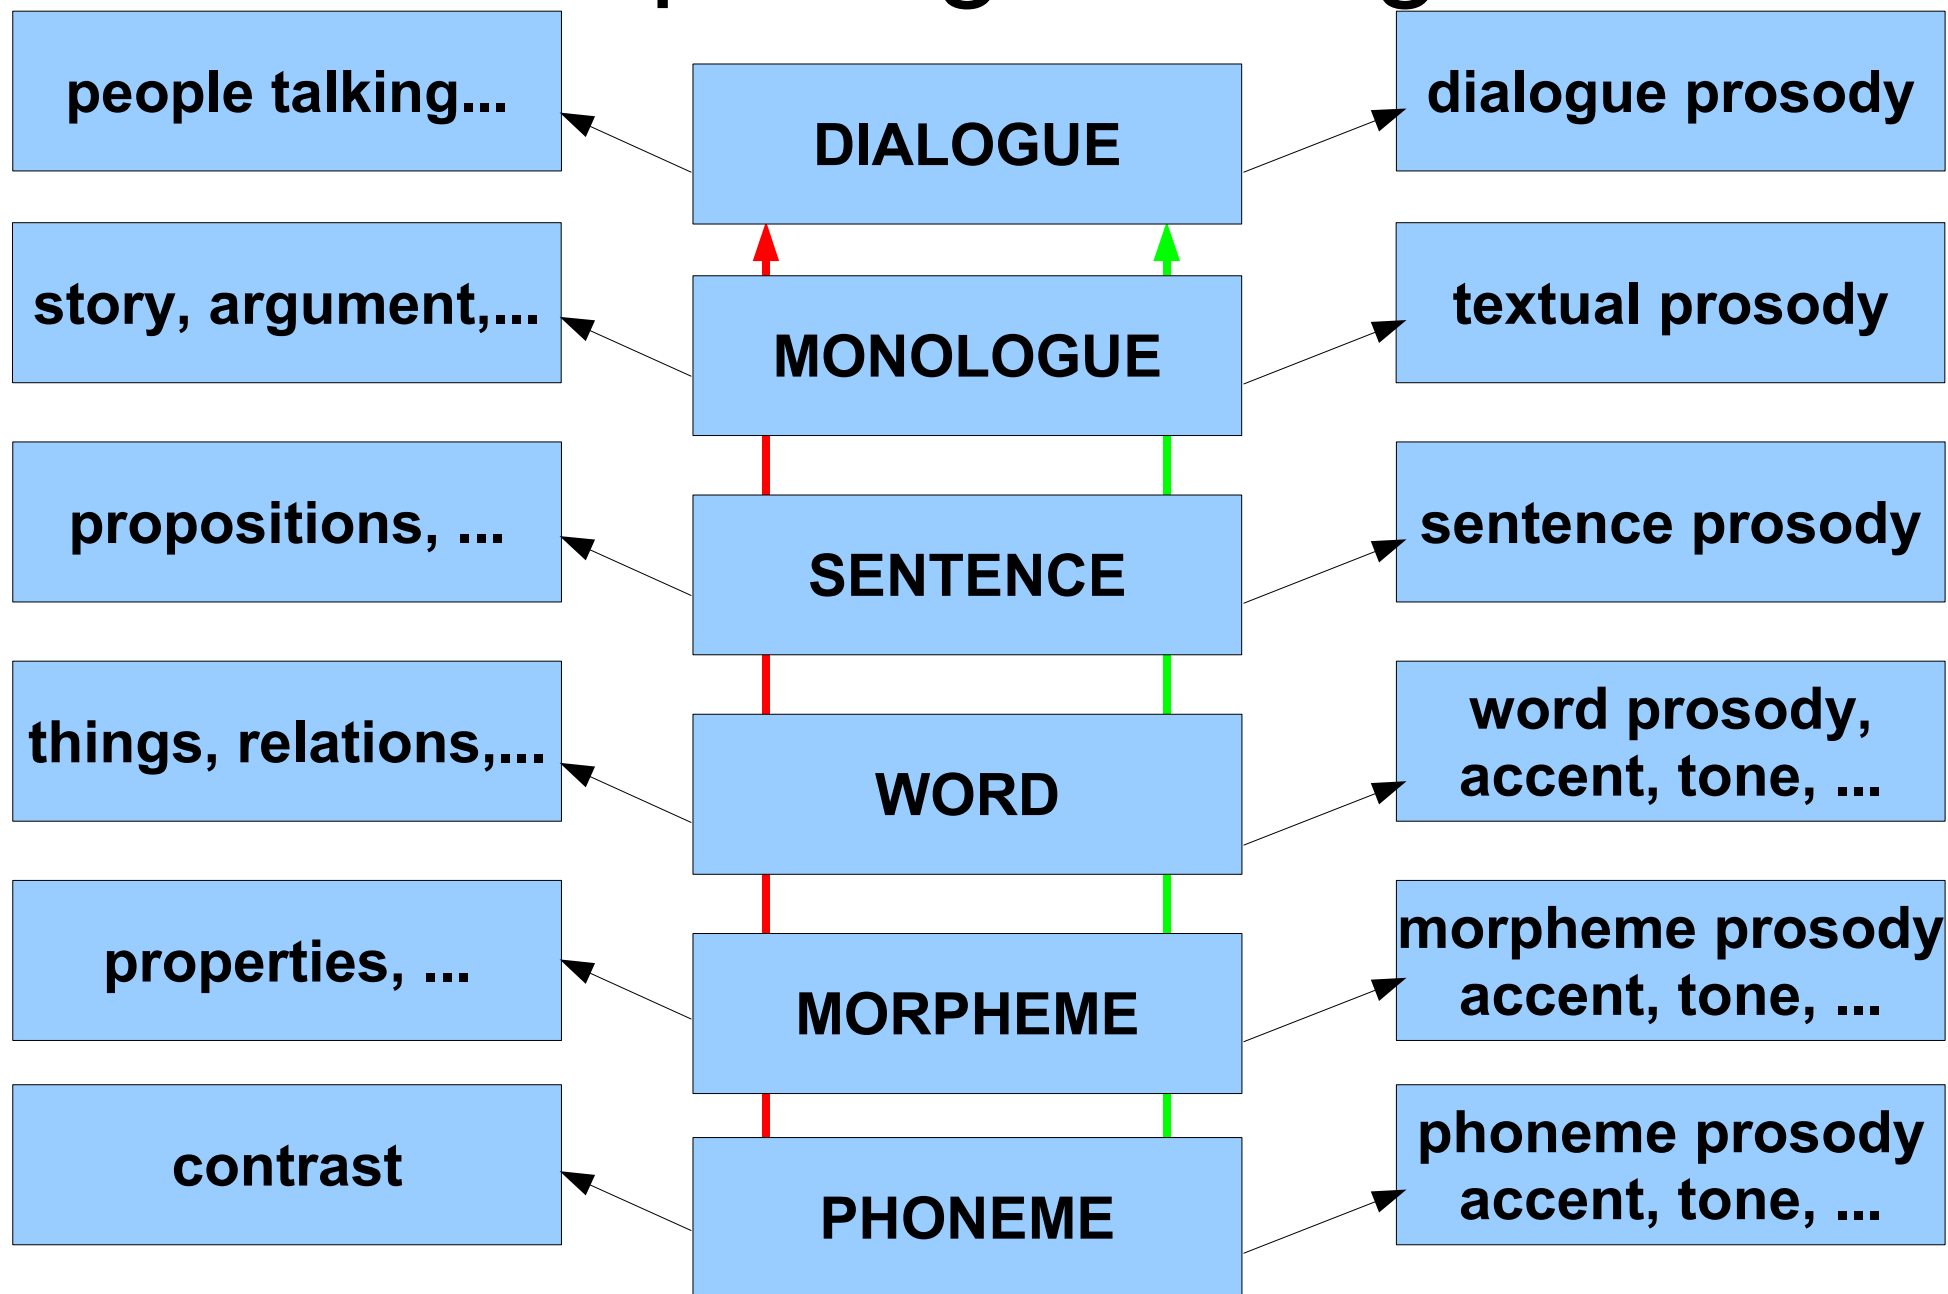 people talking...
DIALOGUE
dialogue prosody
story, argument,...
MONOLOGUE
textual prosody
propositions, ...
SENTENCE
sentence prosody
things, relations,...
WORD
word prosody,
accent, tone, ...
properties, ...
MORPHEME
morpheme prosody
accent, tone, ...
contrast
PHONEME
phoneme prosody
accent, tone, ...